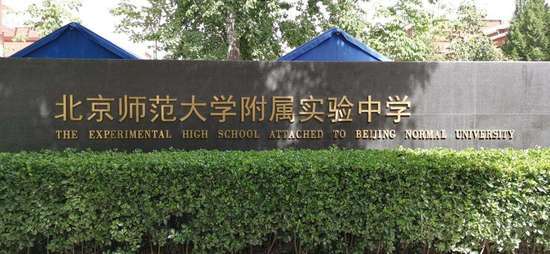 北京师范大学附属实验中学
THE EXPERIMENTAL HIGH SCHOOL ATTACHED TO BEIJING NORMAL UNIVERSITY